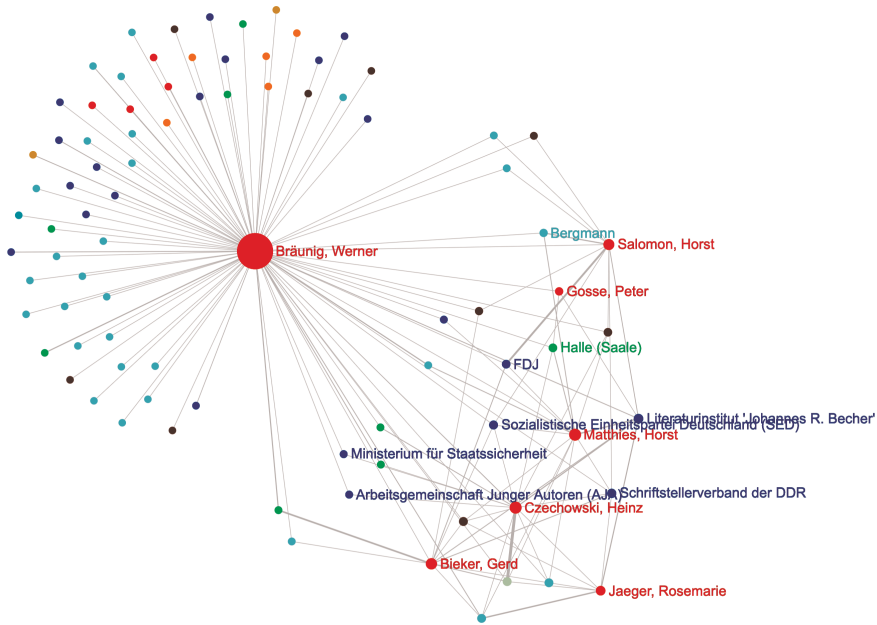 Bergmann
Salomon, Horst
Bräunig, Werner
Gosse, Peter
Halle (Saale)
FDJ
Literaturinstitut 'Johannes R. Becher'
Sozialistische Einheitspartei Deutschland (SED)
Matthies, Horst
Ministerium für Staatssicherheit
Arbeitsgemeinschaft Junger Autoren (AJA)
Schriftstellerverband der DDR
Czechowski, Heinz
Bieker, Gerd
Jaeger, Rosemarie